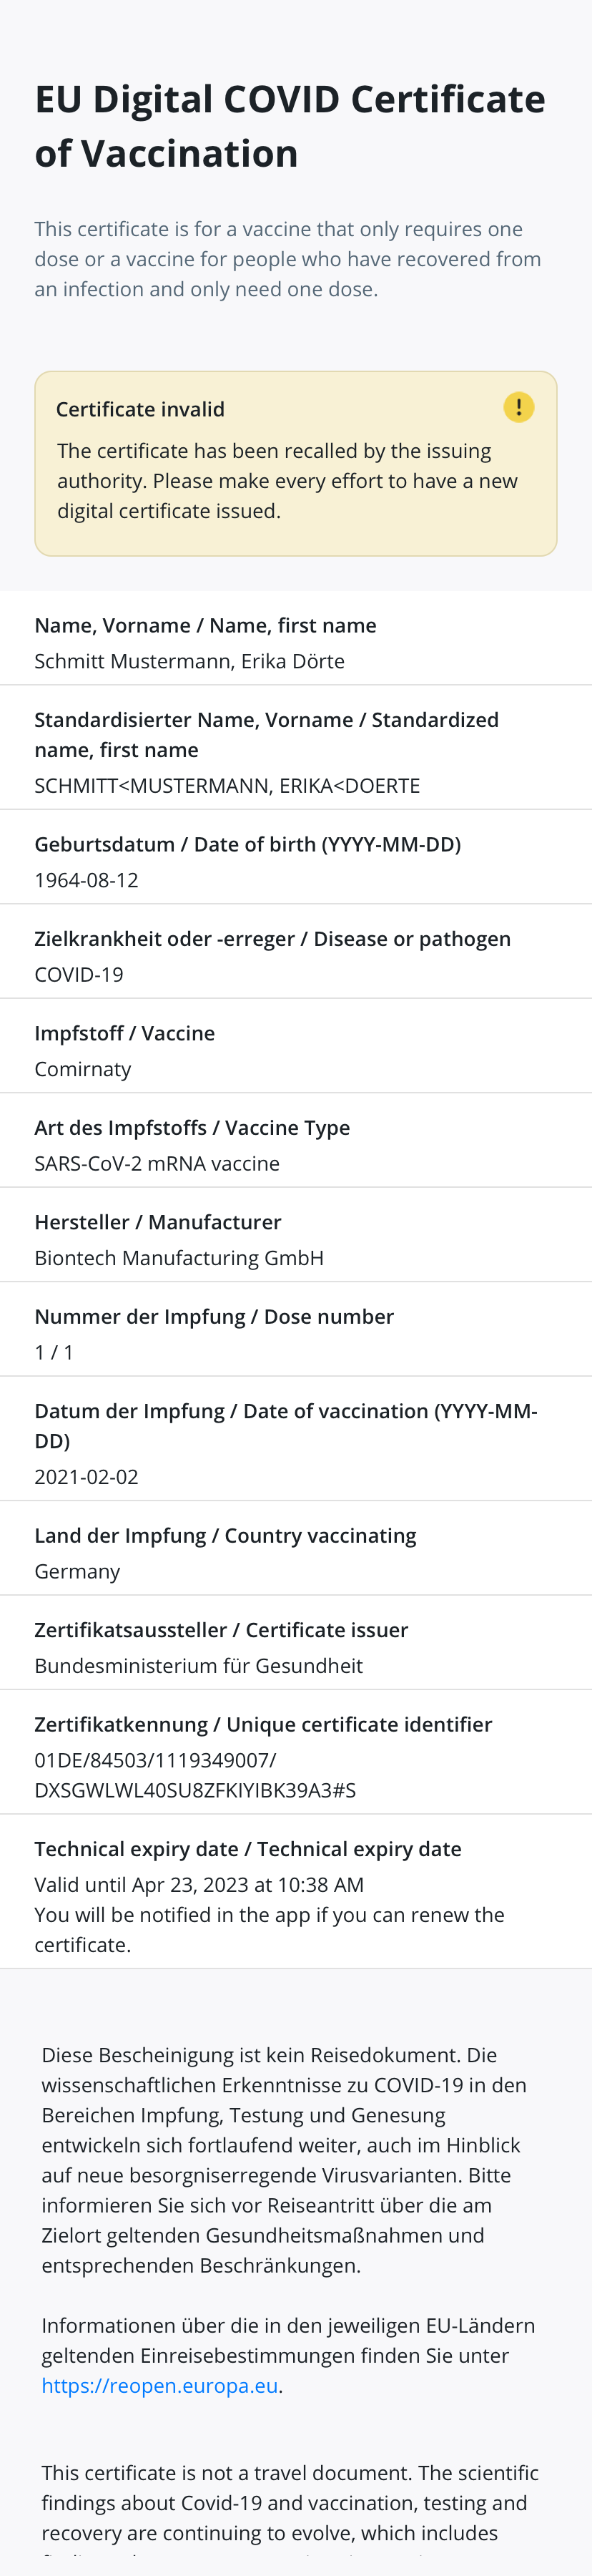 EU Digital COVID Certificate
of Vaccination
This certificate is for a vaccine that only requires one
dose or a vaccine for people who have recovered from
an infection and only need one dose.
Certificate invalid
!
The certificate has been recalled by the issuing
authority. Please make every effort to have a new
digital certificate issued.
Name, Vorname / Name, first name
Schmitt Mustermann, Erika Dörte
Standardisierter Name, Vorname / Standardized
name, first name
SCHMITT<MUSTERMANN, ERIKA<DOERTE
Geburtsdatum / Date of birth (YYYY-MM-DD)
1964-08-12
Zielkrankheit oder -erreger / Disease or pathogen
COVID-19
Impfstoff / Vaccine
Comirnaty
Art des Impfstoffs / Vaccine Type
SARS-CoV-2 mRNA vaccine
Hersteller / Manufacturer
Biontech Manufacturing GmbH
Nummer der Impfung / Dose number
1 / 1
Datum der Impfung / Date of vaccination (YYYY-MM-
DD)
2021-02-02
Land der Impfung / Country vaccinating
Germany
Zertifikatsaussteller / Certificate issuer
Bundesministerium für Gesundheit
Zertifikatkennung / Unique certificate identifier
01DE/84503/1119349007/
DXSGWLWL40SU8ZFKIYIBK39A3#S
Technical expiry date / Technical expiry date
Valid until Apr 23, 2023 at 10:38 AM
You will be notified in the app if you can renew the
certificate.
Diese Bescheinigung ist kein Reisedokument. Die
wissenschaftlichen Erkenntnisse zu COVID-19 in den
Bereichen Impfung, Testung und Genesung
entwickeln sich fortlaufend weiter, auch im Hinblick
auf neue besorgniserregende Virusvarianten. Bitte
informieren Sie sich vor Reiseantritt über die am
Zielort geltenden Gesundheitsmaßnahmen und
entsprechenden Beschränkungen.
Informationen über die in den jeweiligen EU-Ländern
geltenden Einreisebestimmungen finden Sie unter
https://reopen.europa.eu.
This certificate is not a travel document. The scientific
findings about Covid-19 and vaccination, testing and
recovery are continuing to evolve, which includes